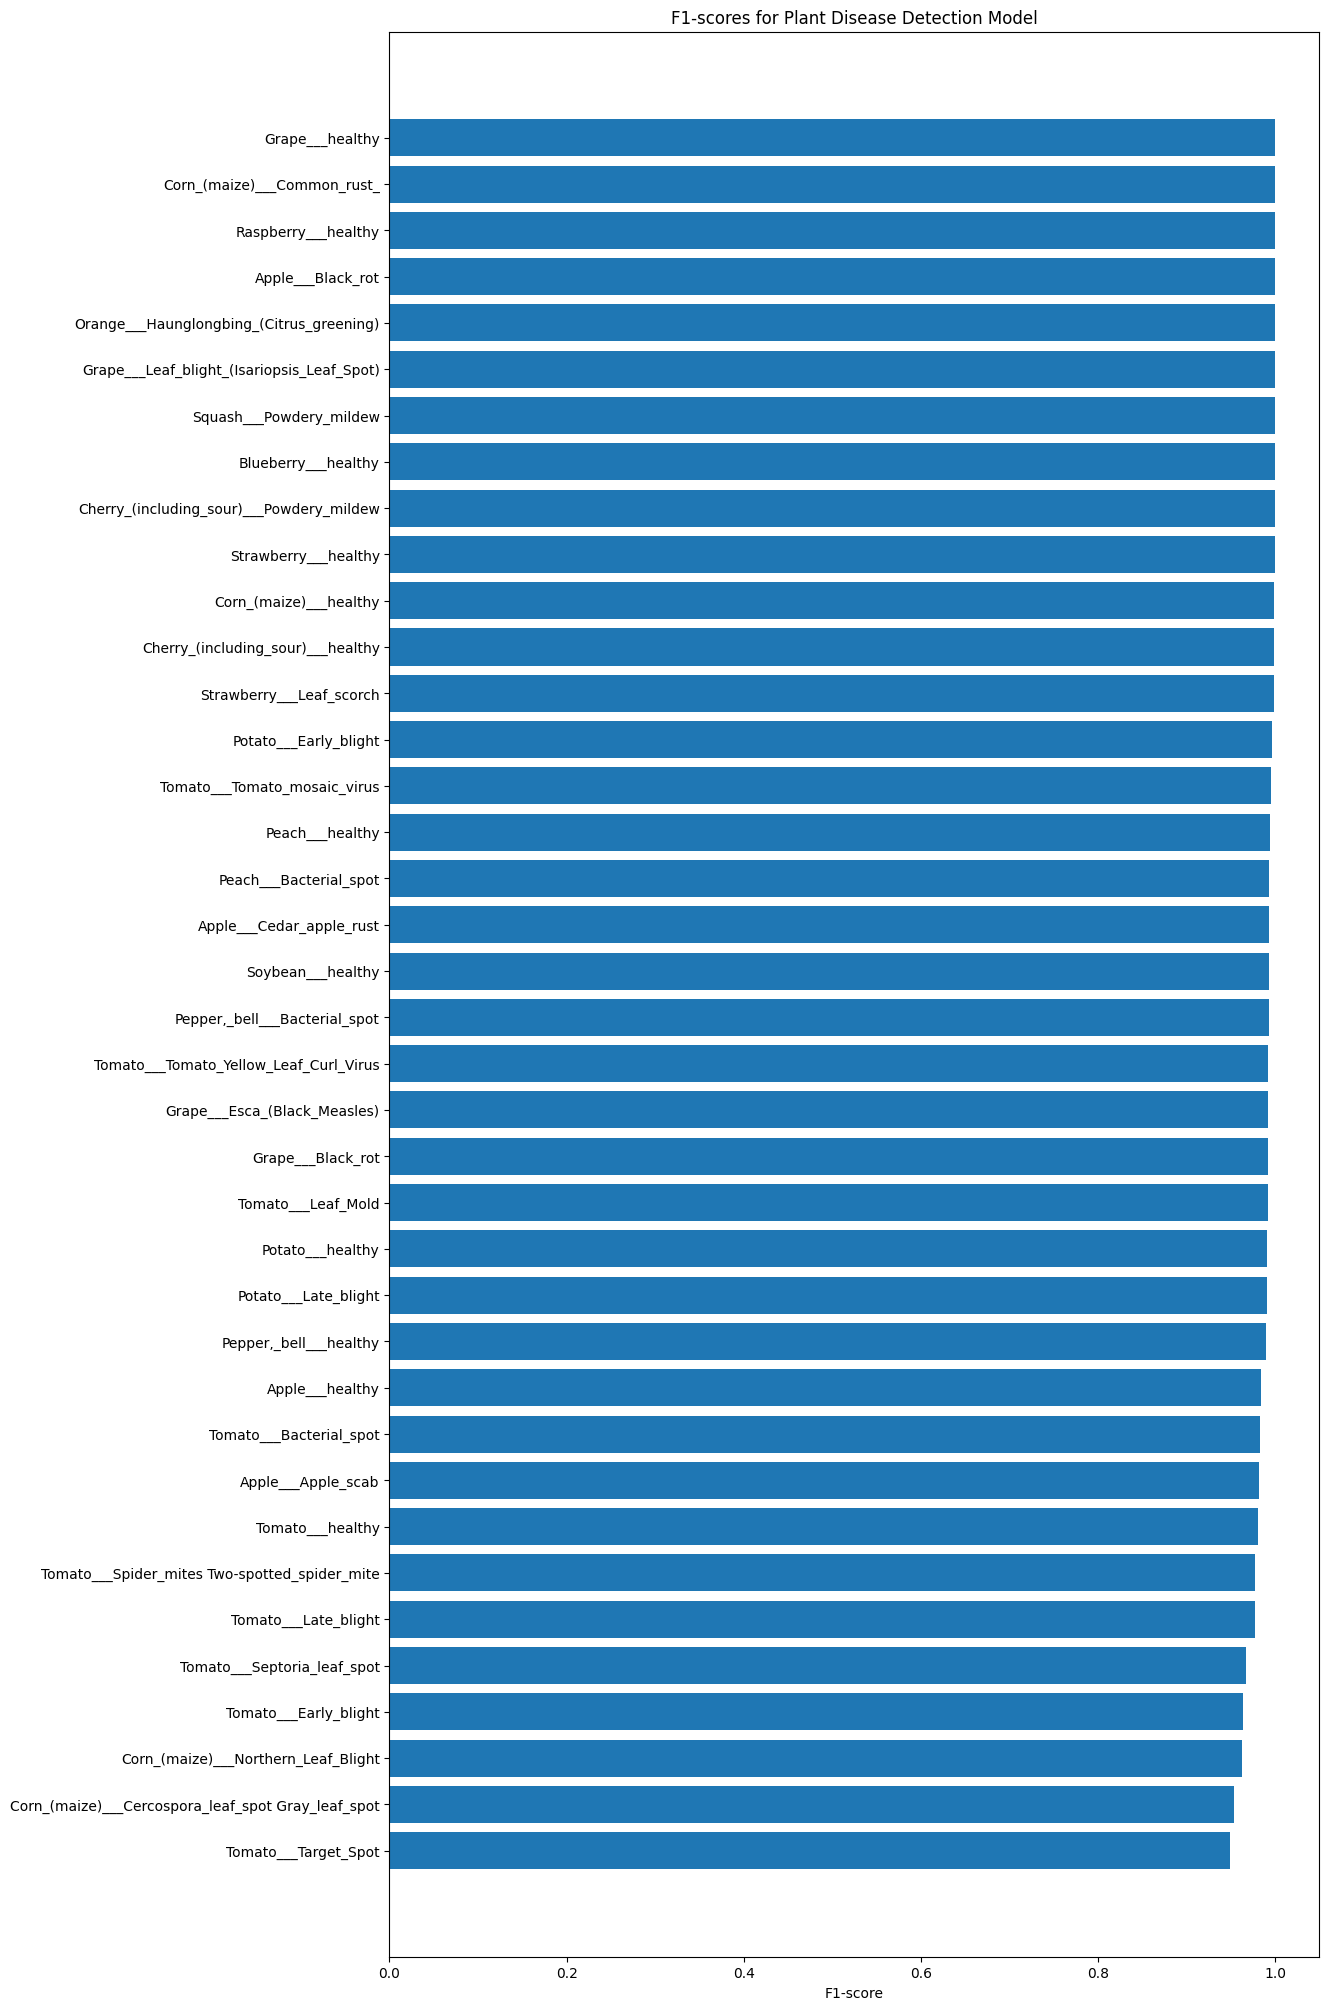 F1-scores for Plant Disease Detection Model
Grape___healthy
Corn_(maize)___Common_rust_
Raspberry___healthy
Apple___Black_rot
Orange___Haunglongbing_(Citrus_greening)
Grape___Leaf_blight_(Isariopsis_Leaf_Spot)
Squash___Powdery_mildew
Blueberry___healthy
Cherry_(including_sour)___Powdery_mildew
Strawberry___healthy
Corn_(maize)___healthy
Cherry_(including_sour)___healthy
Strawberry___Leaf_scorch
Potato___Early_blight
Tomato___Tomato_mosaic_virus
Peach___healthy
Peach___Bacterial_spot
Apple___Cedar_apple_rust
Soybean___healthy
Pepper,_bell___Bacterial_spot
Tomato___Tomato_Yellow_Leaf_Curl_Virus
Grape___Esca_(Black_Measles)
Grape___Black_rot
Tomato___Leaf_Mold
Potato___healthy
Potato___Late_blight
Pepper,_bell___healthy
Apple___healthy
Tomato___Bacterial_spot
Apple___Apple_scab
Tomato___healthy
Tomato___Spider_mites Two-spotted_spider_mite
Tomato___Late_blight
Tomato___Septoria_leaf_spot
Tomato___Early_blight
Corn_(maize)___Northern_Leaf_Blight
Corn_(maize)___Cercospora_leaf_spot Gray_leaf_spot
Tomato___Target_Spot
0.0 0.2 0.4 0.6 0.8 1.0
F1-score